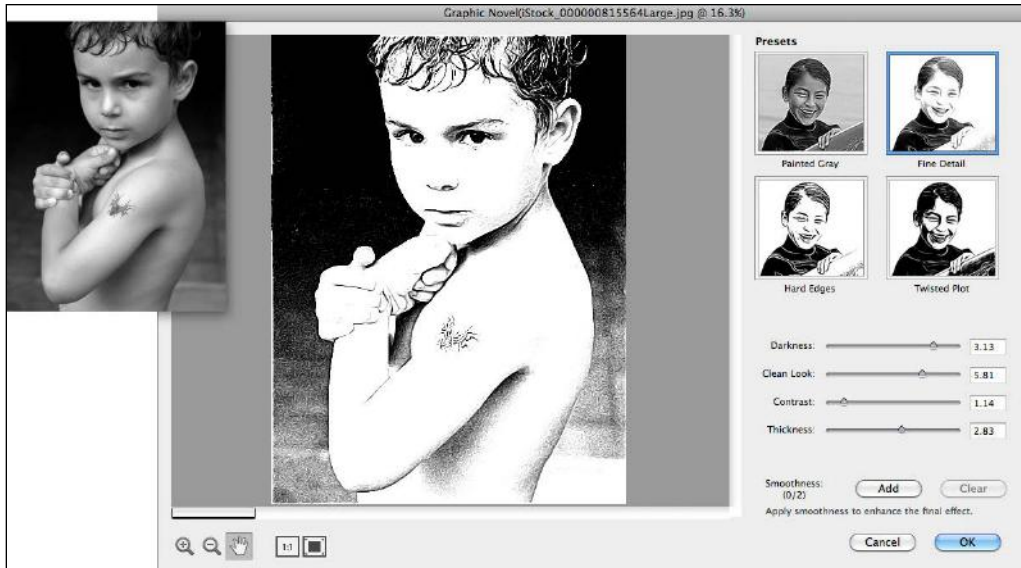 Graphic Novel(iStock_000000815564Large.jpg @ 16.3%)
Presets
Painted Gray
Fine Detail
Hard Edges
Twisted Plot
Darkness: 3.13
Clean Look: 5.81
Contrast: 1.14
Thickness: 2.83
Smoothness: Add Clear
(0/2)
Apply smoothness to enhance the final effect.
1:1
Cancel OK